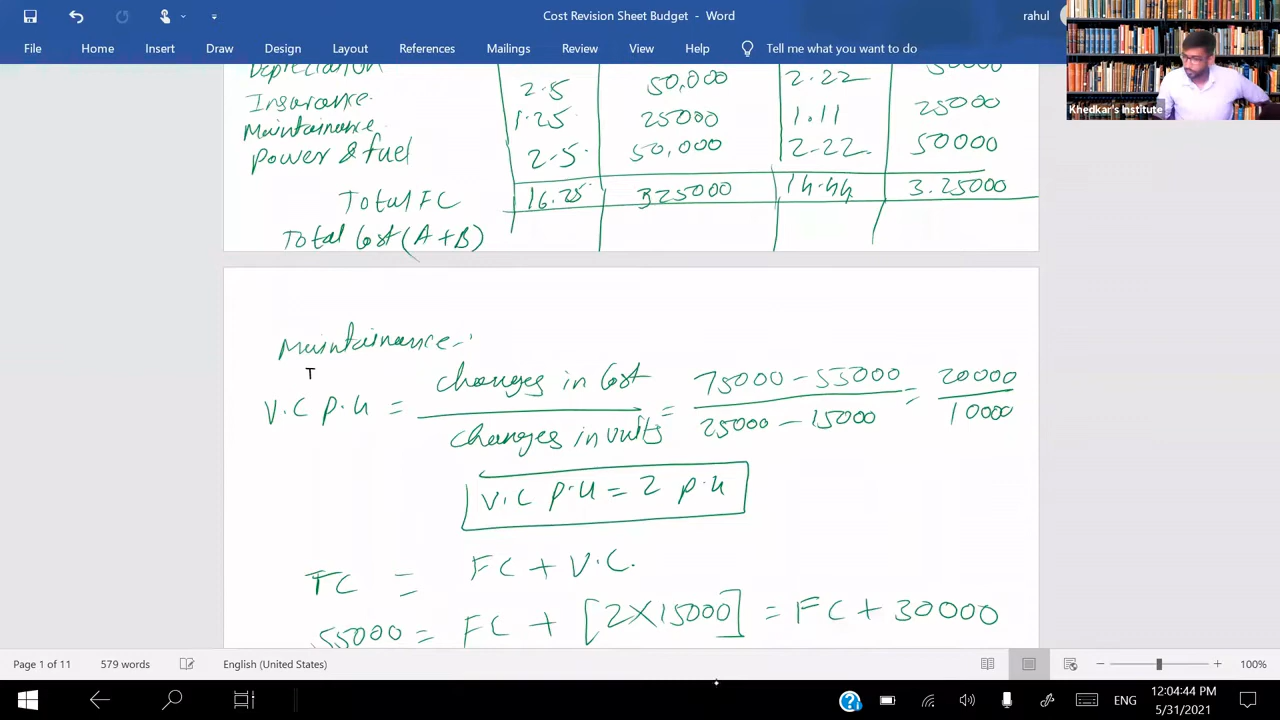 Cost Revision Sheet Budget - Word
rahul
File Home Insert Draw Design Layout References Mailings Review View Help Tell me what you want to do
Khedkar's Institute
Depreciation 2.5 50,000 2.22 50000
Insurance 1.25 25000 1.11 25000
Maintainance
Power & fuel 2.5 50,000 2.22 50000
Total FC 16.25 325000 14.44 3.25000
Total Cost (A+B)
Maintainance:
V.C P.U = changes in Cost / changes in units = 75000 - 55000 / 25000 - 15000 = 20000 / 10000
V.C P.U = 2 P.U
TC = FC + V.C.
55000 = FC + [2 X 15000] = FC + 30000
Page 1 of 11 579 words English (United States) 100%
ENG 12:04:44 PM
5/31/2021